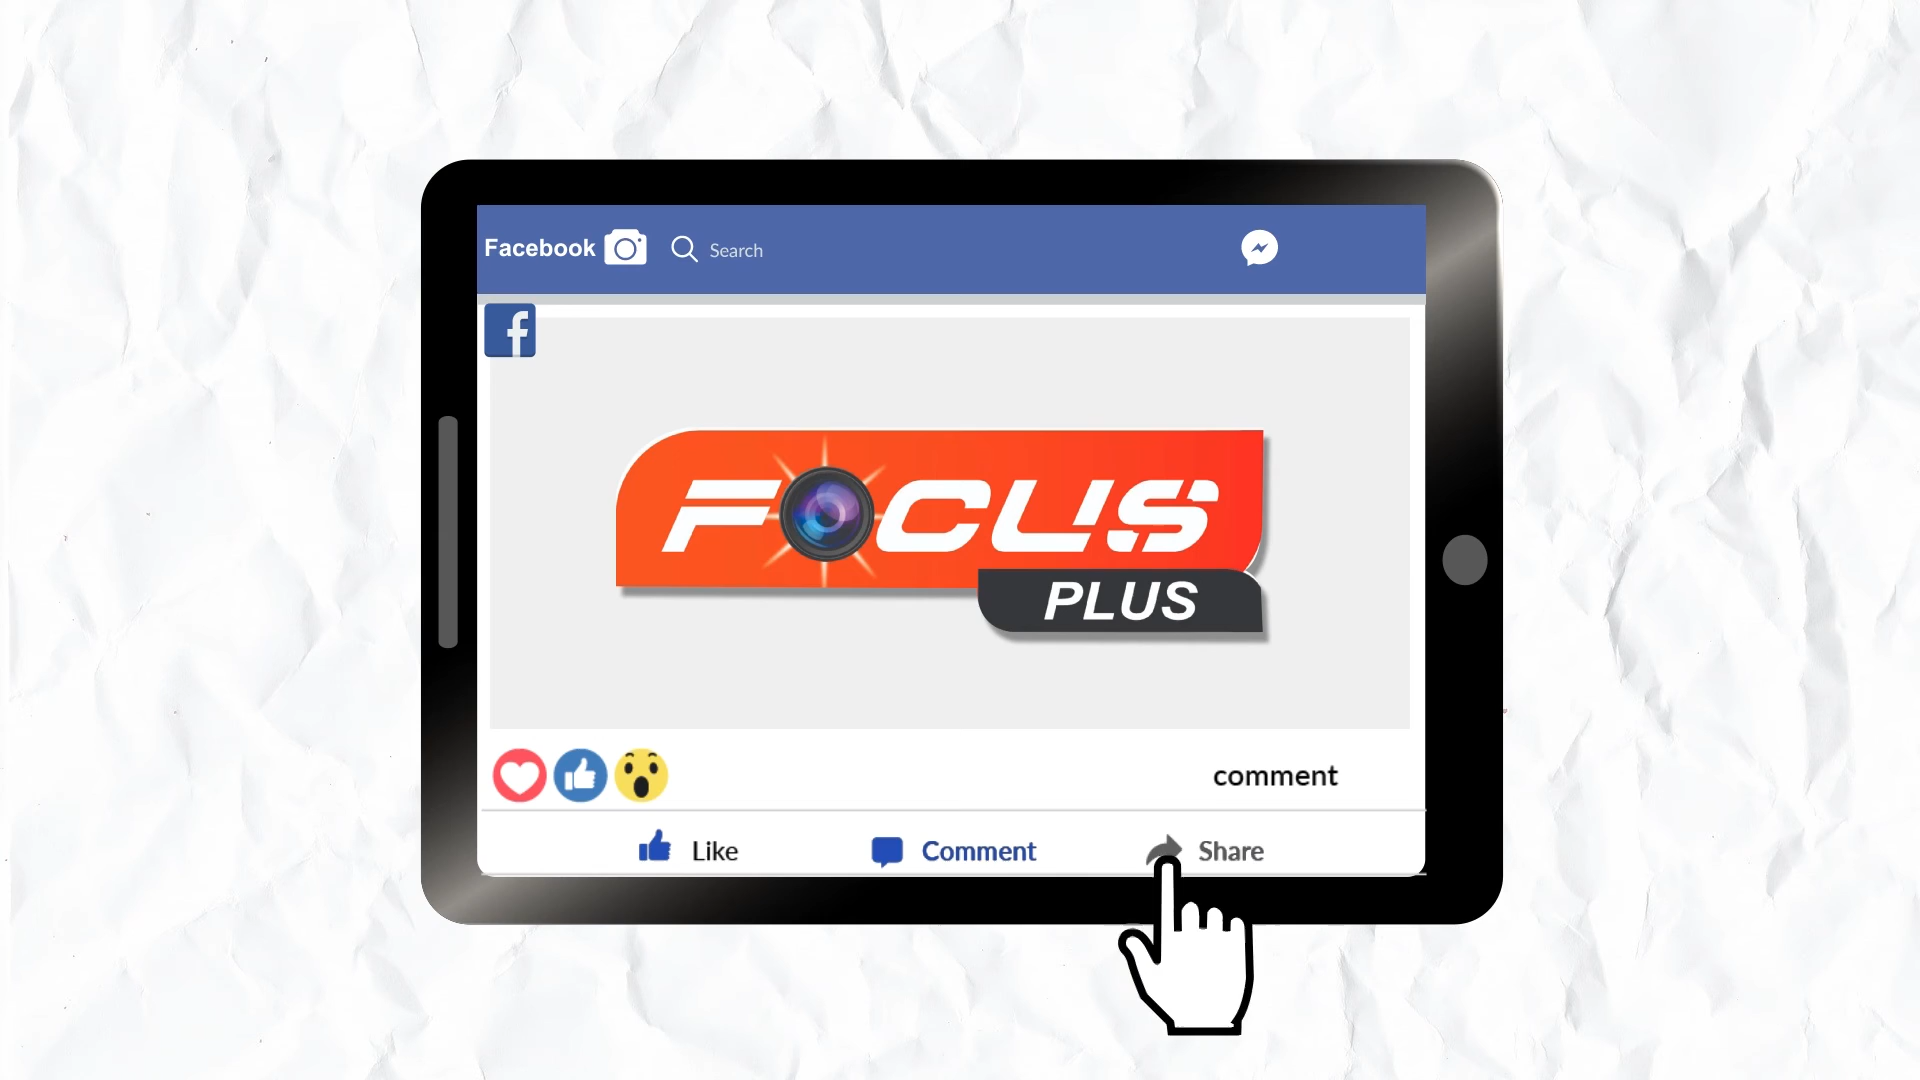 Facebook Search
FOCUS
PLUS
comment
Like Comment Share